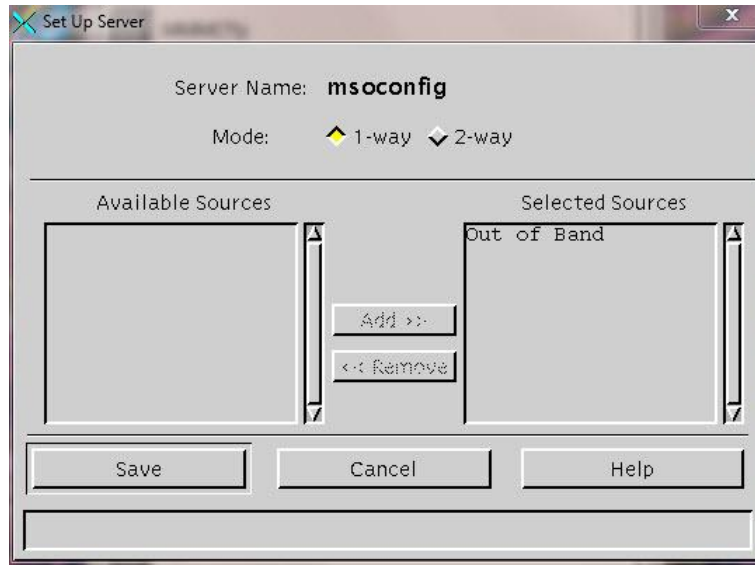 Set Up Server
x
Server Name: msoconfig
Mode: 1-way 2-way
Available Sources Selected Sources
Out of Band
Add >>
<< Remove
Save Cancel Help